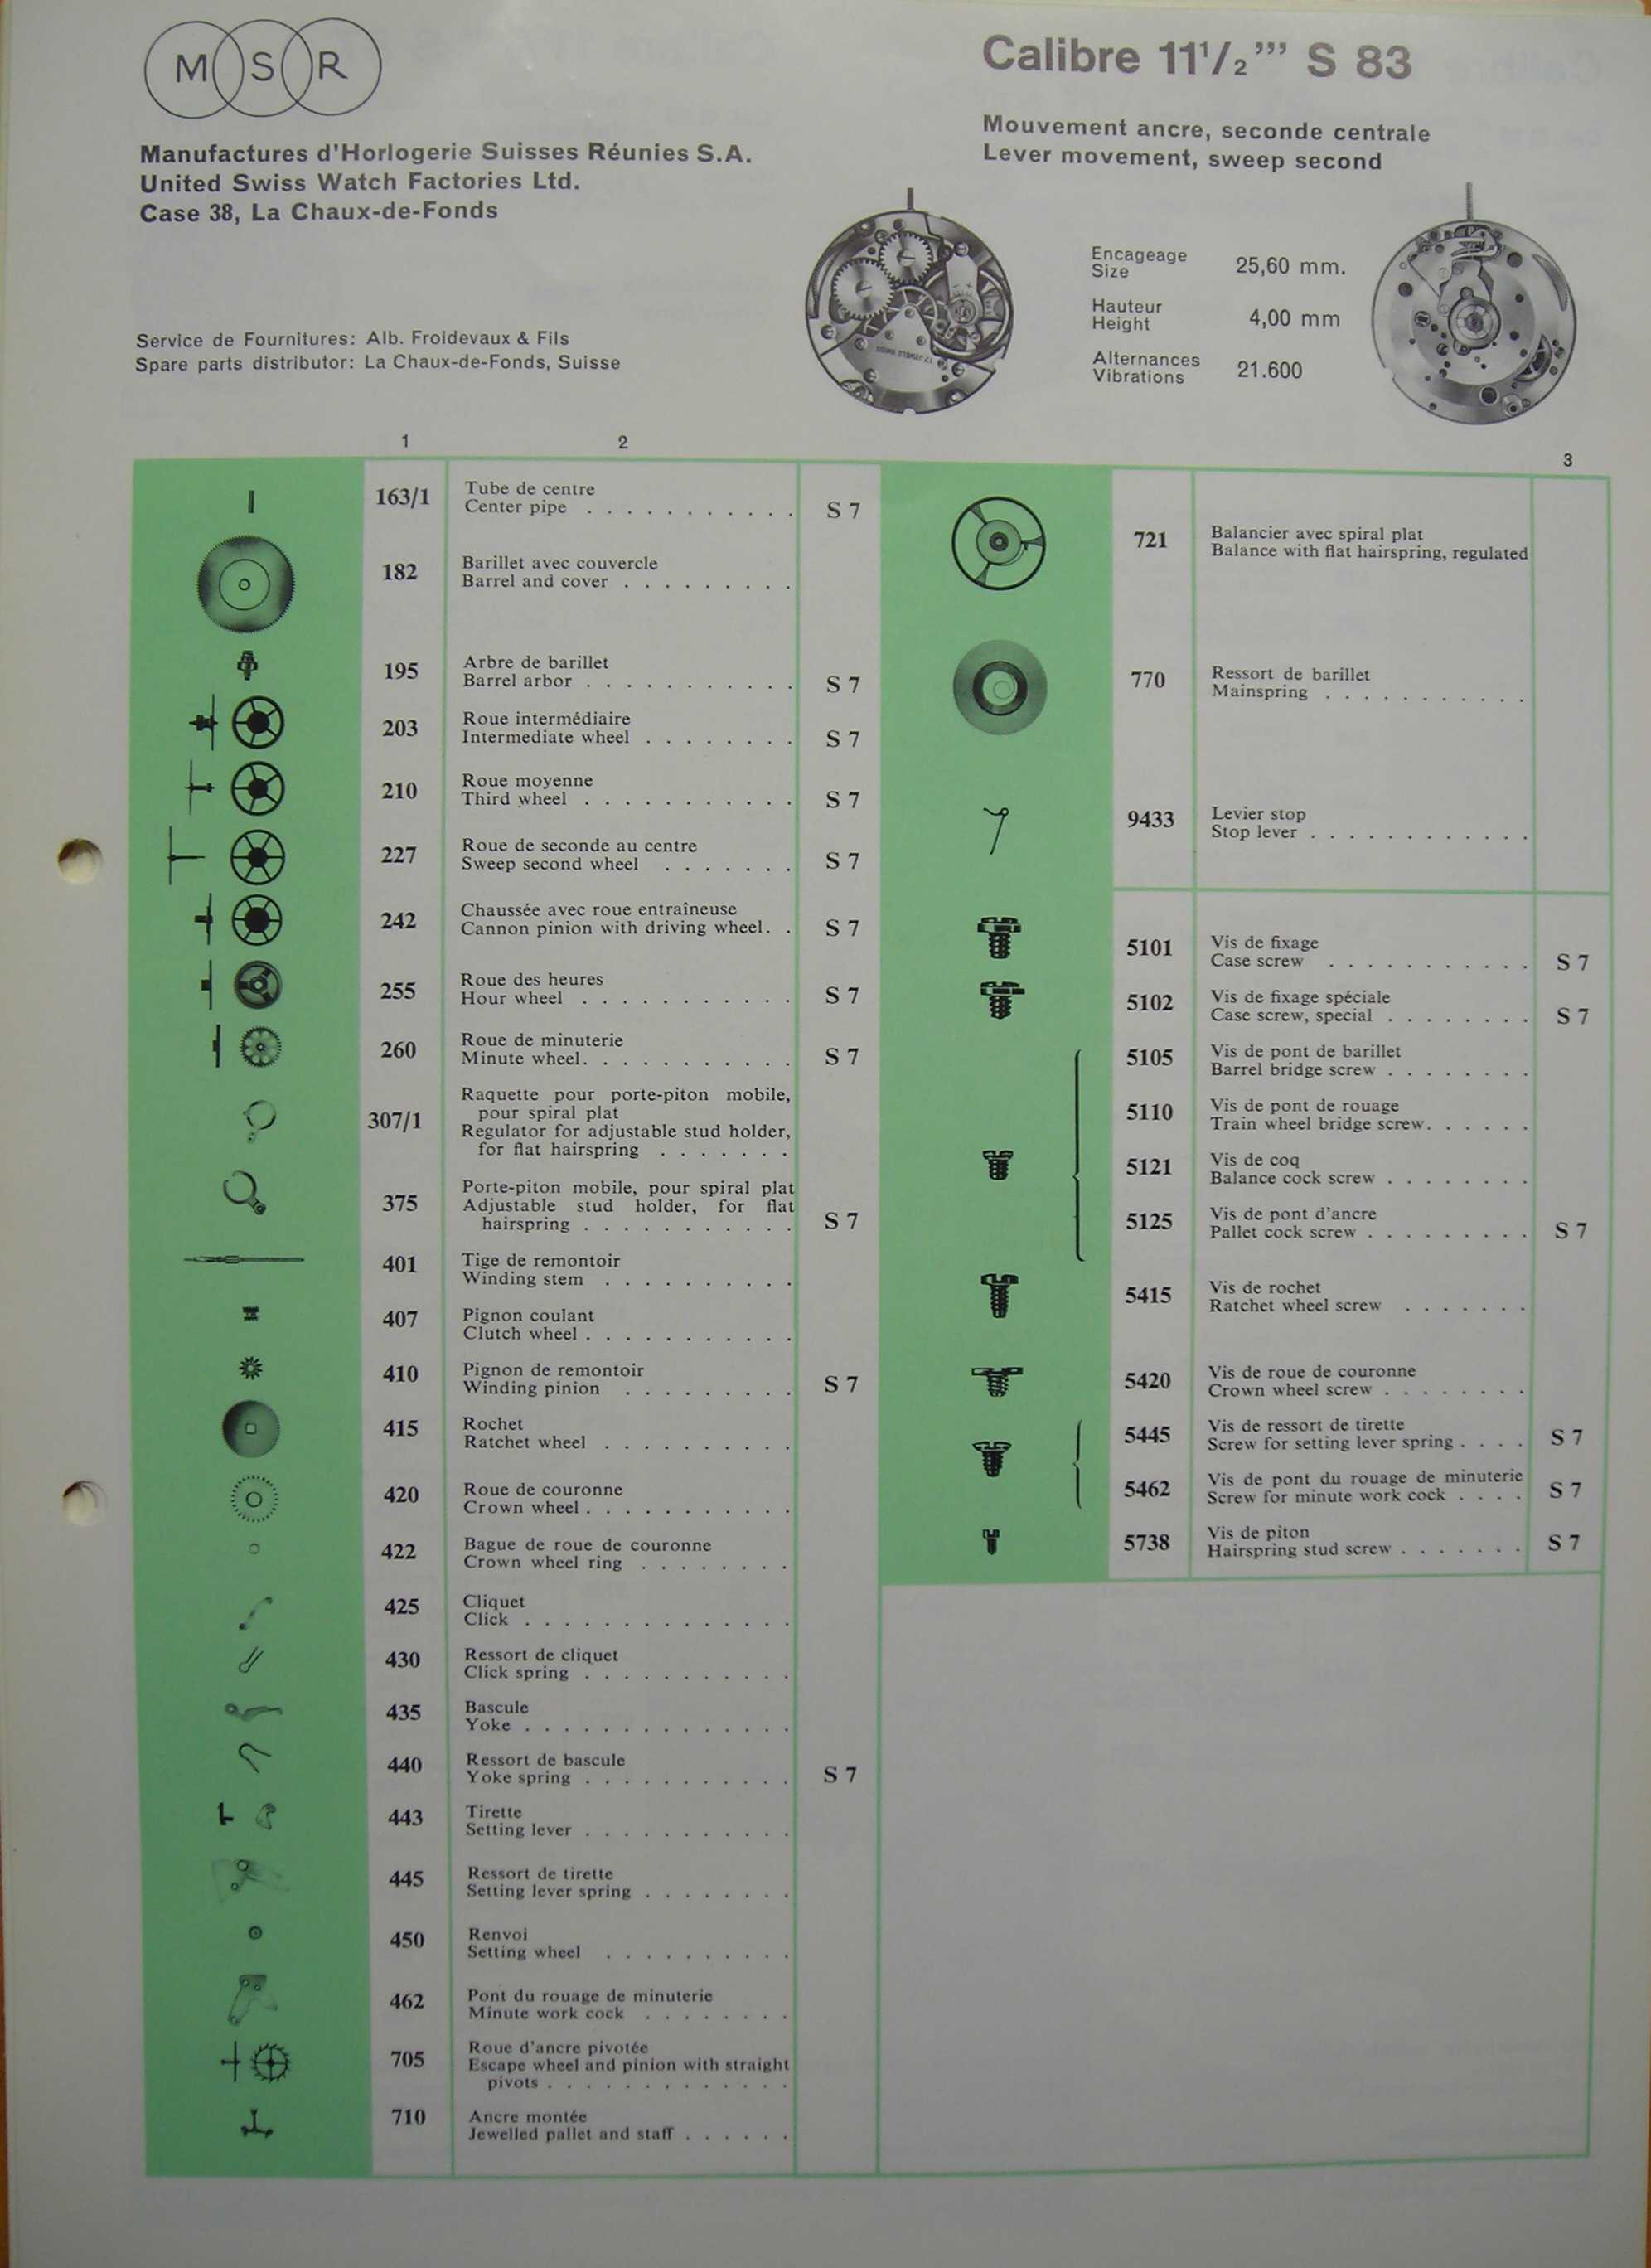 M S R
Manufactures d'Horlogerie Suisses Réunies S.A.
United Swiss Watch Factories Ltd.
Case 38, La Chaux-de-Fonds
Service de Fournitures: Alb. Froidevaux & Fils
Spare parts distributor: La Chaux-de-Fonds, Suisse
Calibre 11¹/₂''' S 83
Mouvement ancre, seconde centrale
Lever movement, sweep second
Encageage
Size 25,60 mm.
Hauteur
Height 4,00 mm
Alternances
Vibrations 21.600
1 2
163/1 Tube de centre
Center pipe . . . . . . . . . . . S 7
182 Barillet avec couvercle
Barrel and cover . . . . . . . . .
195 Arbre de barillet
Barrel arbor . . . . . . . . . . . S 7
203 Roue intermédiaire
Intermediate wheel . . . . . . . . S 7
210 Roue moyenne
Third wheel . . . . . . . . . . . S 7
227 Roue de seconde au centre
Sweep second wheel . . . . . . . S 7
242 Chaussée avec roue entraîneuse
Cannon pinion with driving wheel. . S 7
255 Roue des heures
Hour wheel . . . . . . . . . . . S 7
260 Roue de minuterie
Minute wheel. . . . . . . . . . . S 7
307/1 Raquette pour porte-piton mobile,
pour spiral plat
Regulator for adjustable stud holder,
for flat hairspring . . . . . . .
375 Porte-piton mobile, pour spiral plat
Adjustable stud holder, for flat
hairspring . . . . . . . . . . . S 7
401 Tige de remontoir
Winding stem . . . . . . . . . .
407 Pignon coulant
Clutch wheel . . . . . . . . . . .
410 Pignon de remontoir
Winding pinion . . . . . . . . . S 7
415 Rochet
Ratchet wheel . . . . . . . . . .
420 Roue de couronne
Crown wheel . . . . . . . . . . .
422 Bague de roue de couronne
Crown wheel ring . . . . . . . .
425 Cliquet
Click . . . . . . . . . . . . . .
430 Ressort de cliquet
Click spring . . . . . . . . . . .
435 Bascule
Yoke . . . . . . . . . . . . . .
440 Ressort de bascule
Yoke spring . . . . . . . . . . . S 7
443 Tirette
Setting lever . . . . . . . . . . .
445 Ressort de tirette
Setting lever spring . . . . . . . .
450 Renvoi
Setting wheel . . . . . . . . . .
462 Pont du rouage de minuterie
Minute work cock . . . . . . . .
705 Roue d'ancre pivotée
Escape wheel and pinion with straight
pivots . . . . . . . . . . . . .
710 Ancre montée
Jewelled pallet and staff . . . . . .
3
721 Balancier avec spiral plat
Balance with flat hairspring, regulated
770 Ressort de barillet
Mainspring . . . . . . . . . . .
9433 Levier stop
Stop lever . . . . . . . . . . . .
5101 Vis de fixage
Case screw . . . . . . . . . . . S 7
5102 Vis de fixage spéciale
Case screw, special . . . . . . . . S 7
5105 Vis de pont de barillet
Barrel bridge screw . . . . . . . .
5110 Vis de pont de rouage
Train wheel bridge screw. . . . . .
5121 Vis de coq
Balance cock screw . . . . . . . .
5125 Vis de pont d'ancre
Pallet cock screw . . . . . . . . . S 7
5415 Vis de rochet
Ratchet wheel screw . . . . . . .
5420 Vis de roue de couronne
Crown wheel screw . . . . . . . .
5445 Vis de ressort de tirette
Screw for setting lever spring . . . . S 7
5462 Vis de pont du rouage de minuterie
Screw for minute work cock . . . . S 7
5738 Vis de piton
Hairspring stud screw . . . . . . . S 7